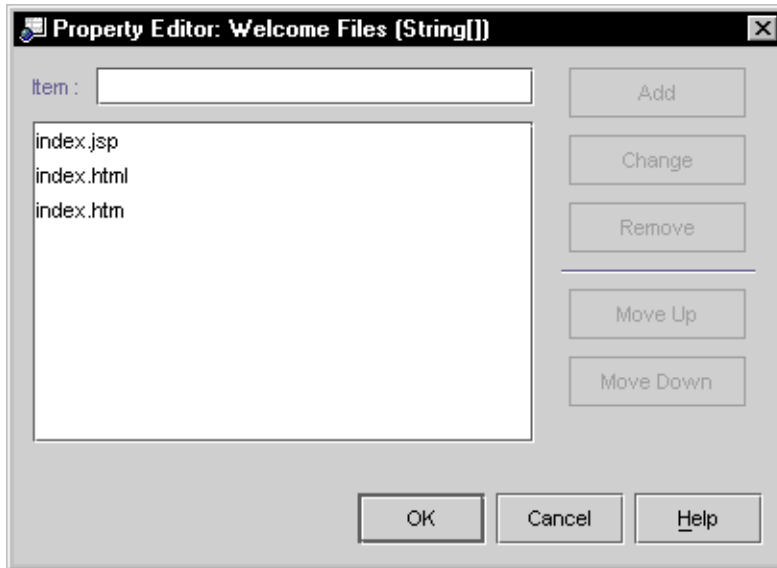 Property Editor: Welcome Files (String[])
Item :
Add
index.jsp
index.html
index.htm
Change
Remove
Move Up
Move Down
OK
Cancel
Help